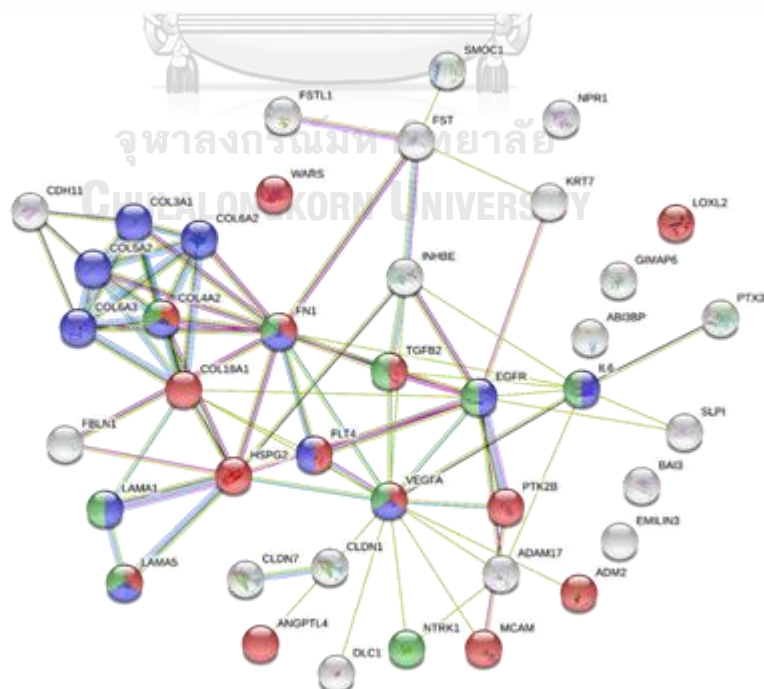 SMOC1
FSTL1
NPR1
FST
จุฬาลงกรณ์มหาวิทยาลัย
WARS
CDH11
KRT7
CHULALONGKORN UNIVERSITY
COL3A1
COL6A2
LOXL2
COL5A2
INHBE
GIMAP6
COL6A3
COL4A2
FN1
ABI3BP
PTX3
TGFB2
EGFR
IL6
COL18A1
SLPI
FBLN1
HSPG2
FLT4
BAI3
LAMA1
VEGFA
PTK2B
EMILIN3
LAMA5
CLDN7
CLDN1
ADAM17
ADM2
ANGPTL4
DLC1
NTRK1
MCAM